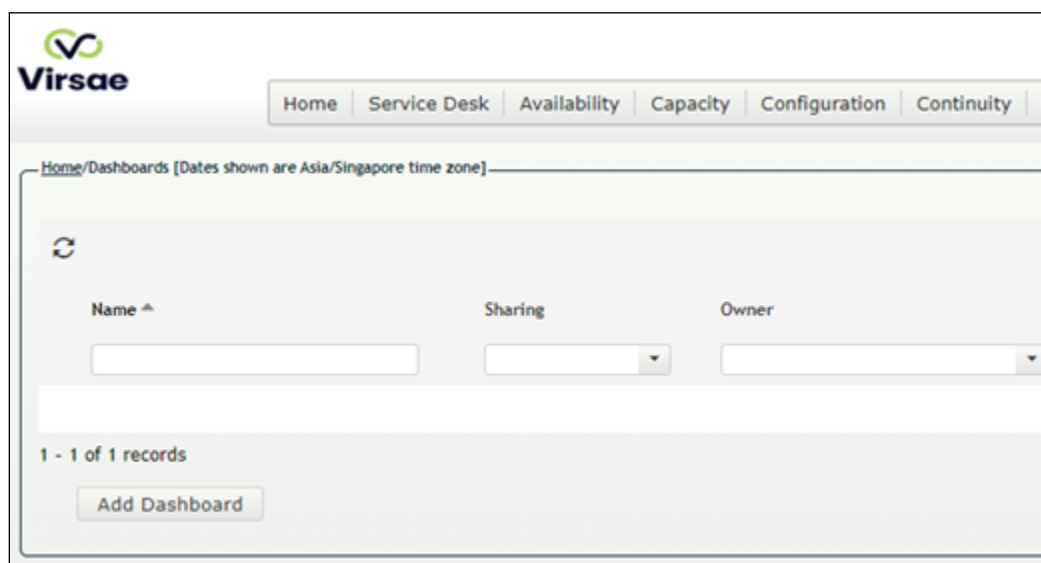 Virsae
Home Service Desk Availability Capacity Configuration Continuity
Home/Dashboards [Dates shown are Asia/Singapore time zone]
Name Sharing Owner
1 - 1 of 1 records
Add Dashboard